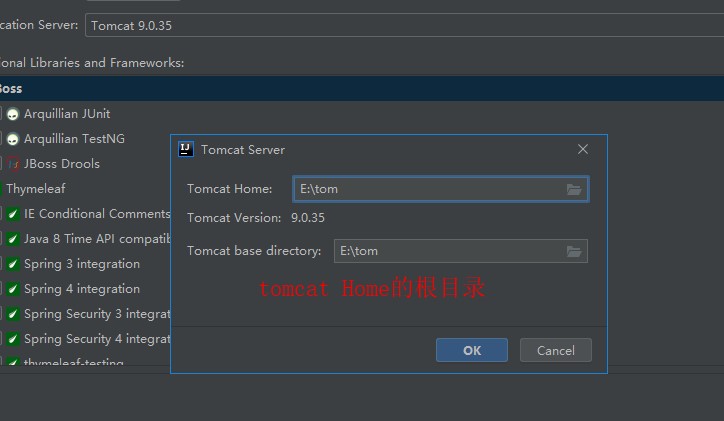 cation Server: Tomcat 9.0.35
ional Libraries and Frameworks:
oss
Arquillian JUnit
Arquillian TestNG
JBoss Drools
Thymeleaf
IE Conditional Comments
Java 8 Time API compatib
Spring 3 integration
Spring 4 integration
Spring Security 3 integrat
Spring Security 4 integrat
thymeleaf-testing
IJ Tomcat Server
Tomcat Home: E:\tom
Tomcat Version: 9.0.35
Tomcat base directory: E:\tom
tomcat Home的根目录
OK Cancel